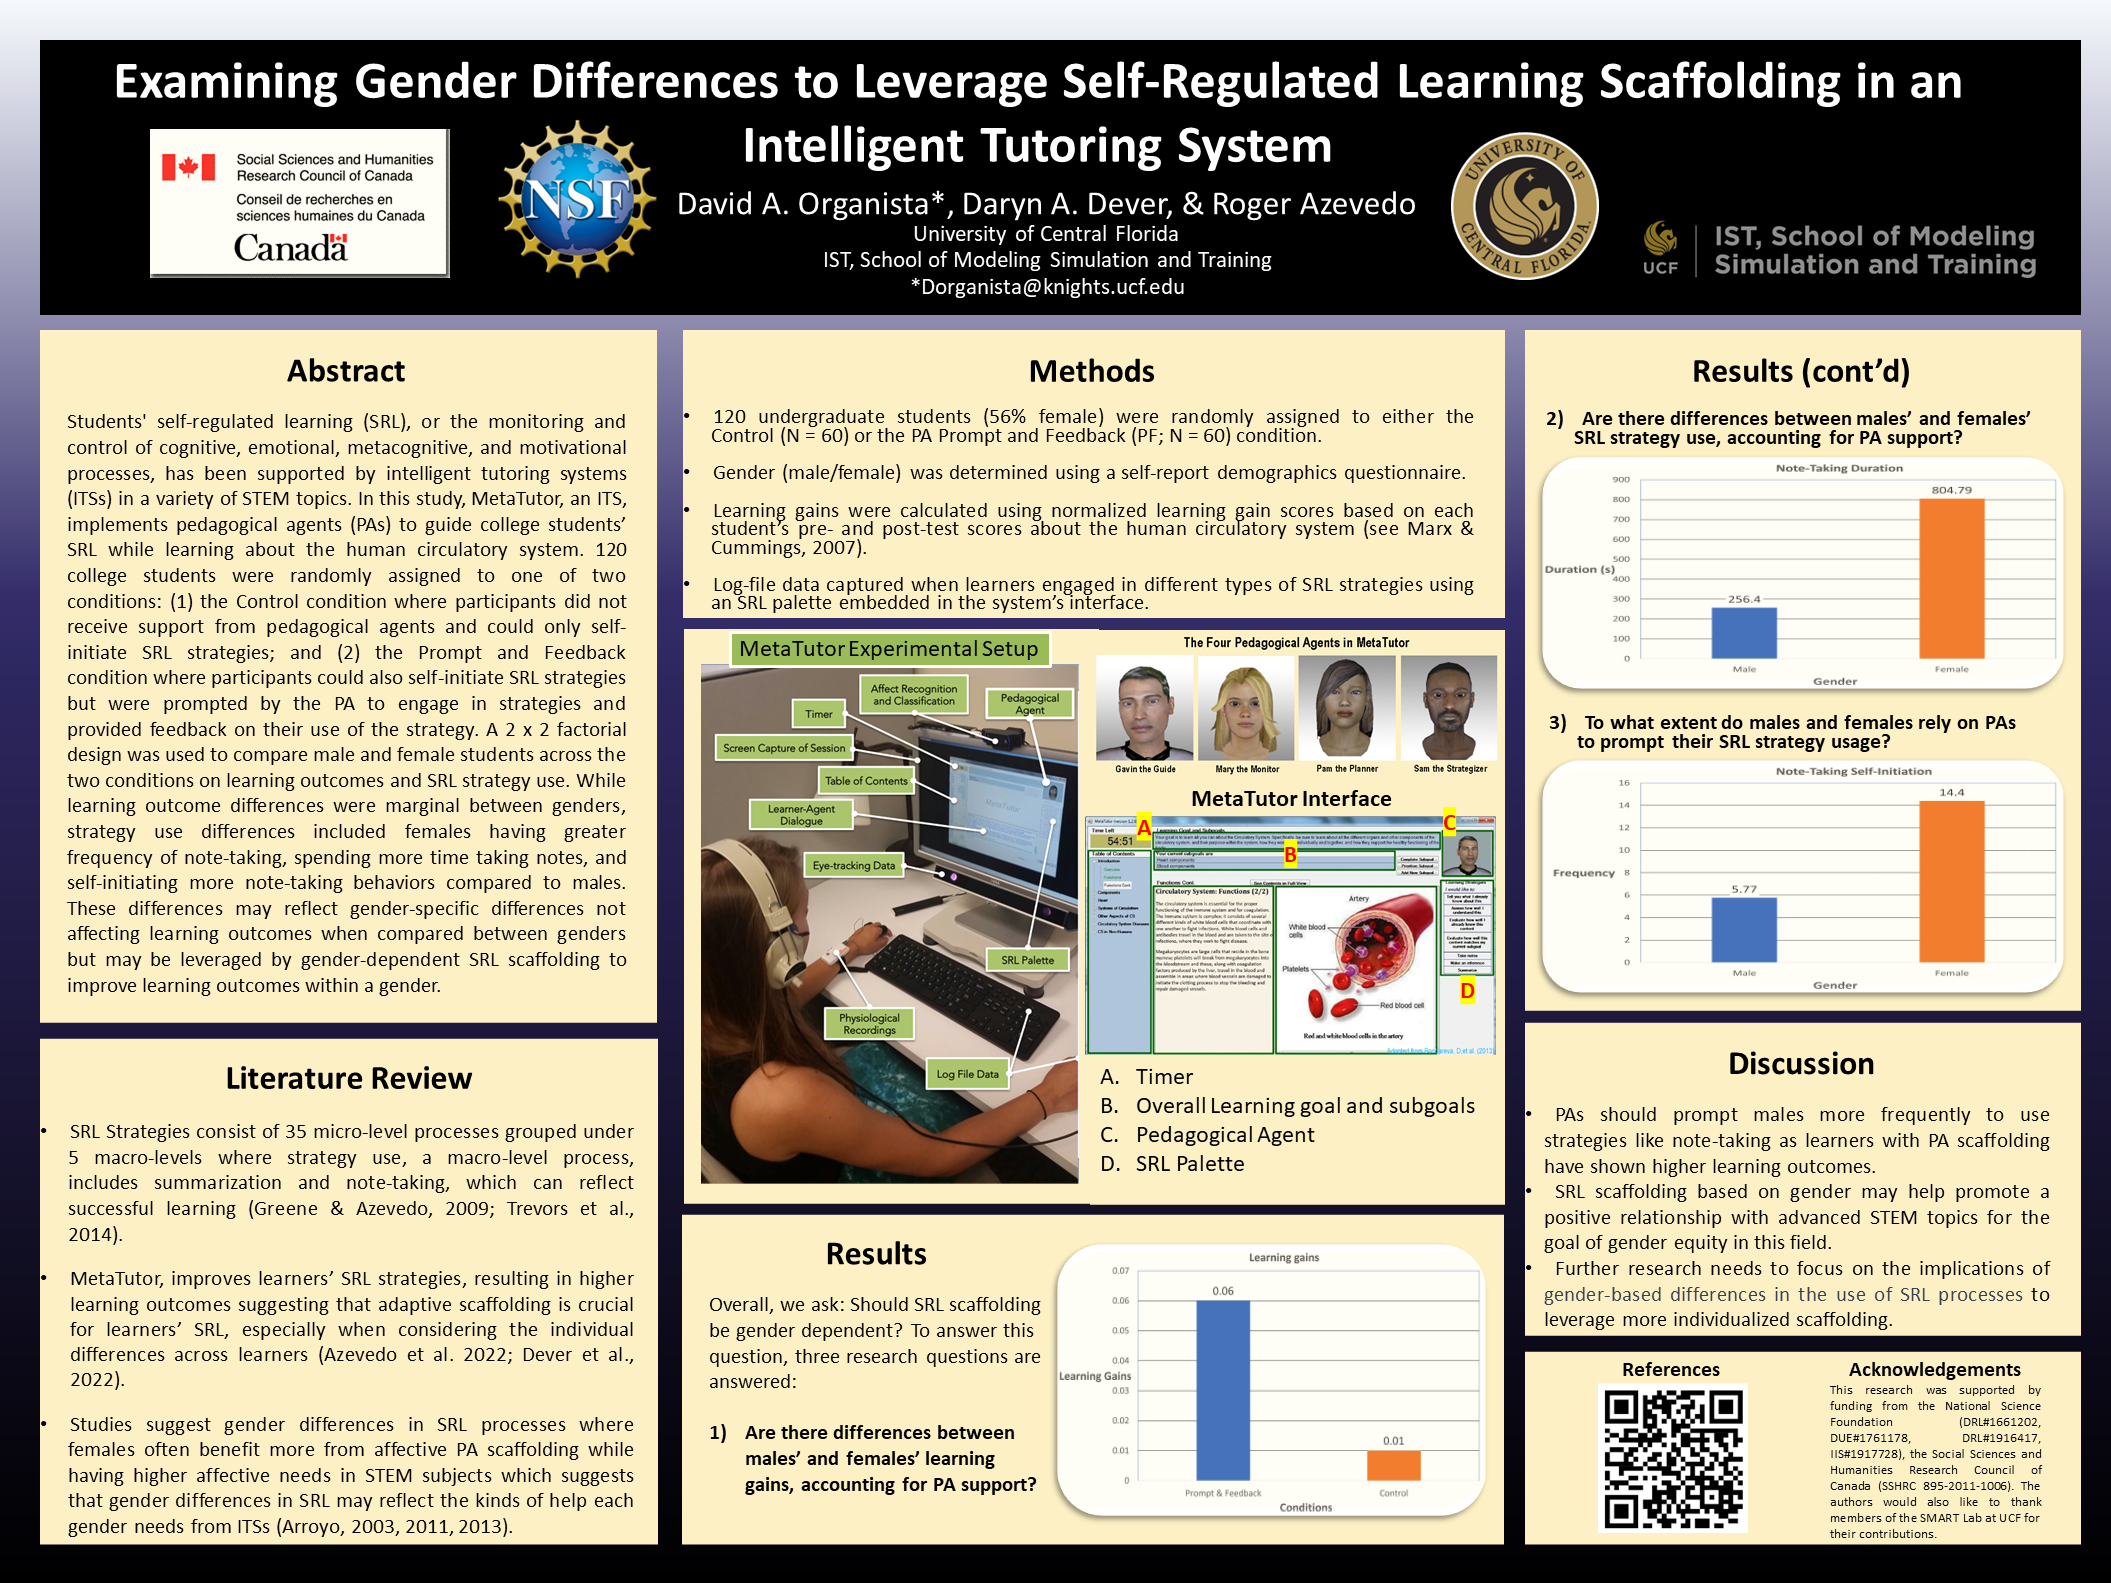 Examining Gender Differences to Leverage Self-Regulated Learning Scaffolding in an
Intelligent Tutoring System
Social Sciences and Humanities
Research Council of Canada
Conseil de recherches en
sciences humaines du Canada
Canada
NSF
David A. Organista*, Daryn A. Dever, & Roger Azevedo
University of Central Florida
IST, School of Modeling Simulation and Training
*Dorganista@knights.ucf.edu
UNIVERSITY OF CENTRAL FLORIDA
UCF
IST, School of Modeling
Simulation and Training
Abstract
Students' self-regulated learning (SRL), or the monitoring and
control of cognitive, emotional, metacognitive, and motivational
processes, has been supported by intelligent tutoring systems
(ITSs) in a variety of STEM topics. In this study, MetaTutor, an ITS,
implements pedagogical agents (PAs) to guide college students'
SRL while learning about the human circulatory system. 120
college students were randomly assigned to one of two
conditions: (1) the Control condition where participants did not
receive support from pedagogical agents and could only self-
initiate SRL strategies; and (2) the Prompt and Feedback
condition where participants could also self-initiate SRL strategies
but were prompted by the PA to engage in strategies and
provided feedback on their use of the strategy. A 2 x 2 factorial
design was used to compare male and female students across the
two conditions on learning outcomes and SRL strategy use. While
learning outcome differences were marginal between genders,
strategy use differences included females having greater
frequency of note-taking, spending more time taking notes, and
self-initiating more note-taking behaviors compared to males.
These differences may reflect gender-specific differences not
affecting learning outcomes when compared between genders
but may be leveraged by gender-dependent SRL scaffolding to
improve learning outcomes within a gender.
Literature Review
• SRL Strategies consist of 35 micro-level processes grouped under
5 macro-levels where strategy use, a macro-level process,
includes summarization and note-taking, which can reflect
successful learning (Greene & Azevedo, 2009; Trevors et al.,
2014).
• MetaTutor, improves learners' SRL strategies, resulting in higher
learning outcomes suggesting that adaptive scaffolding is crucial
for learners' SRL, especially when considering the individual
differences across learners (Azevedo et al. 2022; Dever et al.,
2022).
• Studies suggest gender differences in SRL processes where
females often benefit more from affective PA scaffolding while
having higher affective needs in STEM subjects which suggests
that gender differences in SRL may reflect the kinds of help each
gender needs from ITSs (Arroyo, 2003, 2011, 2013).
Methods
• 120 undergraduate students (56% female) were randomly assigned to either the
Control (N = 60) or the PA Prompt and Feedback (PF; N = 60) condition.
• Gender (male/female) was determined using a self-report demographics questionnaire.
• Learning gains were calculated using normalized learning gain scores based on each
student's pre- and post-test scores about the human circulatory system (see Marx &
Cummings, 2007).
• Log-file data captured when learners engaged in different types of SRL strategies using
an SRL palette embedded in the system's interface.
MetaTutor Experimental Setup
Affect Recognition
and Classification
Pedagogical
Agent
Timer
Screen Capture of Session
Table of Contents
Learner-Agent
Dialogue
Eye-tracking Data
SRL Palette
Physiological
Recordings
Log File Data
The Four Pedagogical Agents in MetaTutor
Gavin the Guide
Mary the Monitor
Pam the Planner
Sam the Strategizer
MetaTutor Interface
A
B
C
D
Time Left
54:51
Table of Contents
Circulatory System: Functions (2/2)
Artery
White blood
cells
Platelets
Red blood cell
Red and white blood cells in the artery
Take notes
Make an inference
Summarize
A. Timer
B. Overall Learning goal and subgoals
C. Pedagogical Agent
D. SRL Palette
Results
Overall, we ask: Should SRL scaffolding
be gender dependent? To answer this
question, three research questions are
answered:
1) Are there differences between
males' and females' learning
gains, accounting for PA support?
Learning gains
0.07
0.06
0.05
0.04
0.03
0.02
0.01
0
Learning Gains
0.06
0.01
Prompt & Feedback
Control
Conditions
Results (cont'd)
2) Are there differences between males' and females'
SRL strategy use, accounting for PA support?
Note-Taking Duration
900
800
700
600
500
400
300
200
100
0
Duration (s)
256.4
804.79
Male
Female
Gender
3) To what extent do males and females rely on PAs
to prompt their SRL strategy usage?
Note-Taking Self-Initiation
16
14
12
10
8
6
4
2
0
Frequency
5.77
14.4
Male
Female
Gender
Discussion
• PAs should prompt males more frequently to use
strategies like note-taking as learners with PA scaffolding
have shown higher learning outcomes.
• SRL scaffolding based on gender may help promote a
positive relationship with advanced STEM topics for the
goal of gender equity in this field.
• Further research needs to focus on the implications of
gender-based differences in the use of SRL processes to
leverage more individualized scaffolding.
References
Acknowledgements
This research was supported by
funding from the National Science
Foundation (DRL#1661202,
DUE#1761178, DRL#1916417,
IIS#1917728), the Social Sciences and
Humanities Research Council of
Canada (SSHRC 895-2011-1006). The
authors would also like to thank
members of the SMART Lab at UCF for
their contributions.